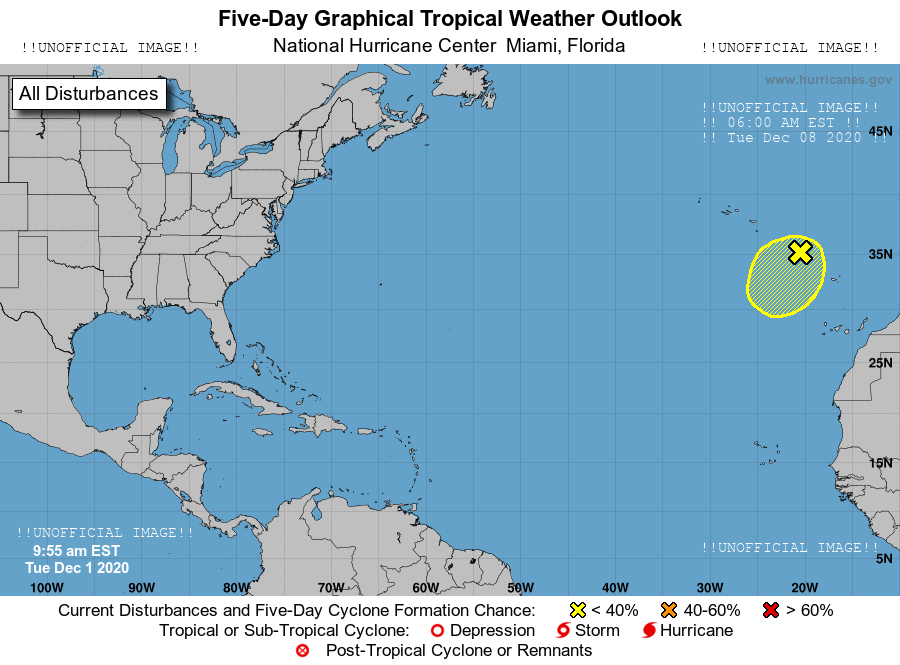 Five-Day Graphical Tropical Weather Outlook
!!UNOFFICIAL IMAGE!!
National Hurricane Center Miami, Florida
!!UNOFFICIAL IMAGE!!
www.hurricanes.gov
All Disturbances
!!UNOFFICIAL IMAGE!!
!! 06:00 AM EST !!
!! Tue Dec 08 2020 !!
45N
35N
25N
15N
!!UNOFFICIAL IMAGE!!
9:55 am EST
Tue Dec 1 2020
!!UNOFFICIAL IMAGE!!
5N
100W 90W 80W 70W 60W 50W 40W 30W 20W
Current Disturbances and Five-Day Cyclone Formation Chance: < 40% 40-60% > 60%
Tropical or Sub-Tropical Cyclone: Depression Storm Hurricane
Post-Tropical Cyclone or Remnants